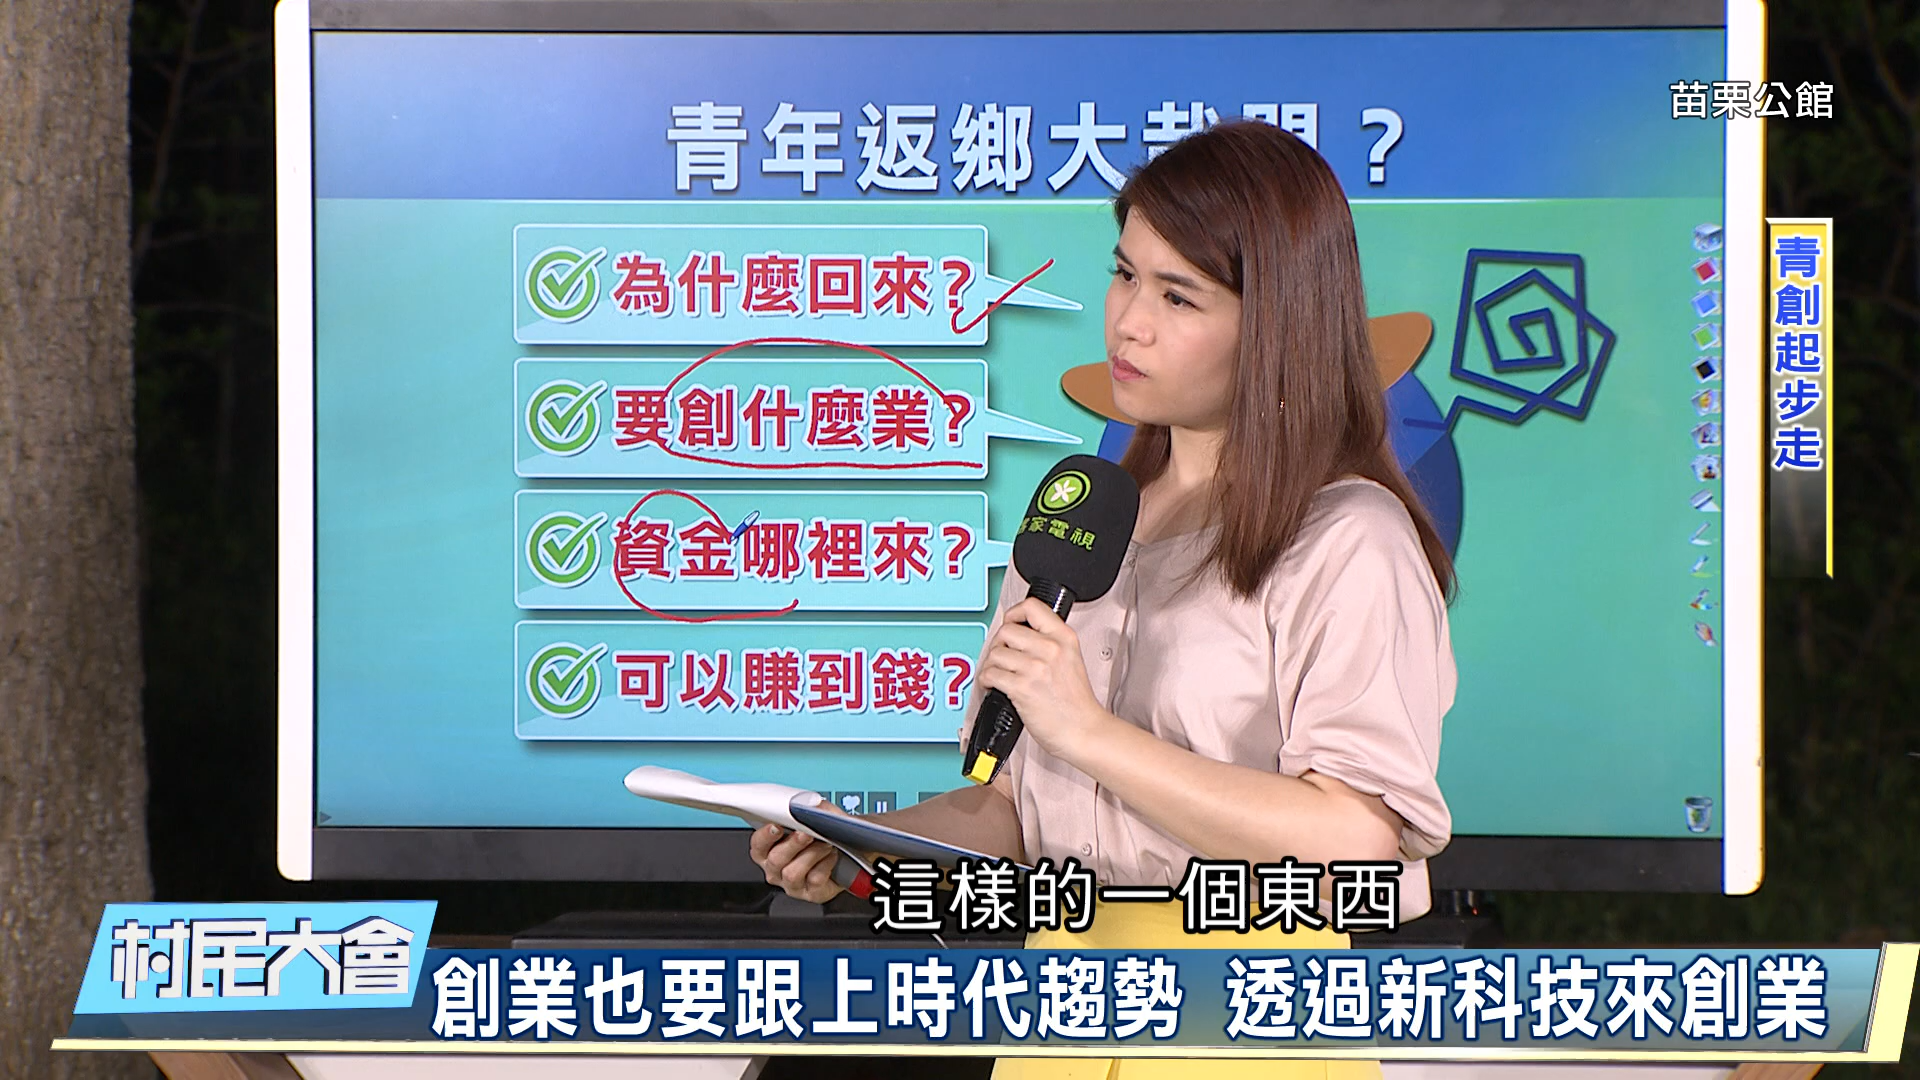 苗栗公館
青年返鄉大哉問？
青創起步走
為什麼回來?
要創什麼業?
資金哪裡來?
可以賺到錢?
家電視
這樣的一個東西
村民大會
創業也要跟上時代趨勢 透過新科技來創業